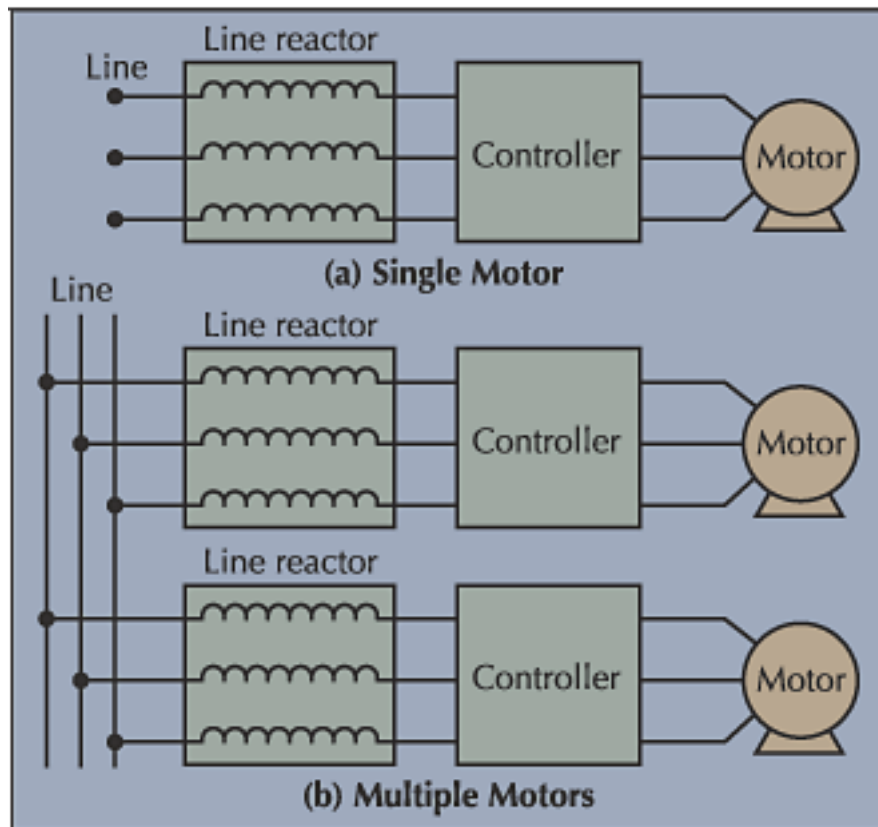 Line reactor
Line
Controller
Motor
(a) Single Motor
Line
Line reactor
Controller
Motor
Line reactor
Controller
Motor
(b) Multiple Motors